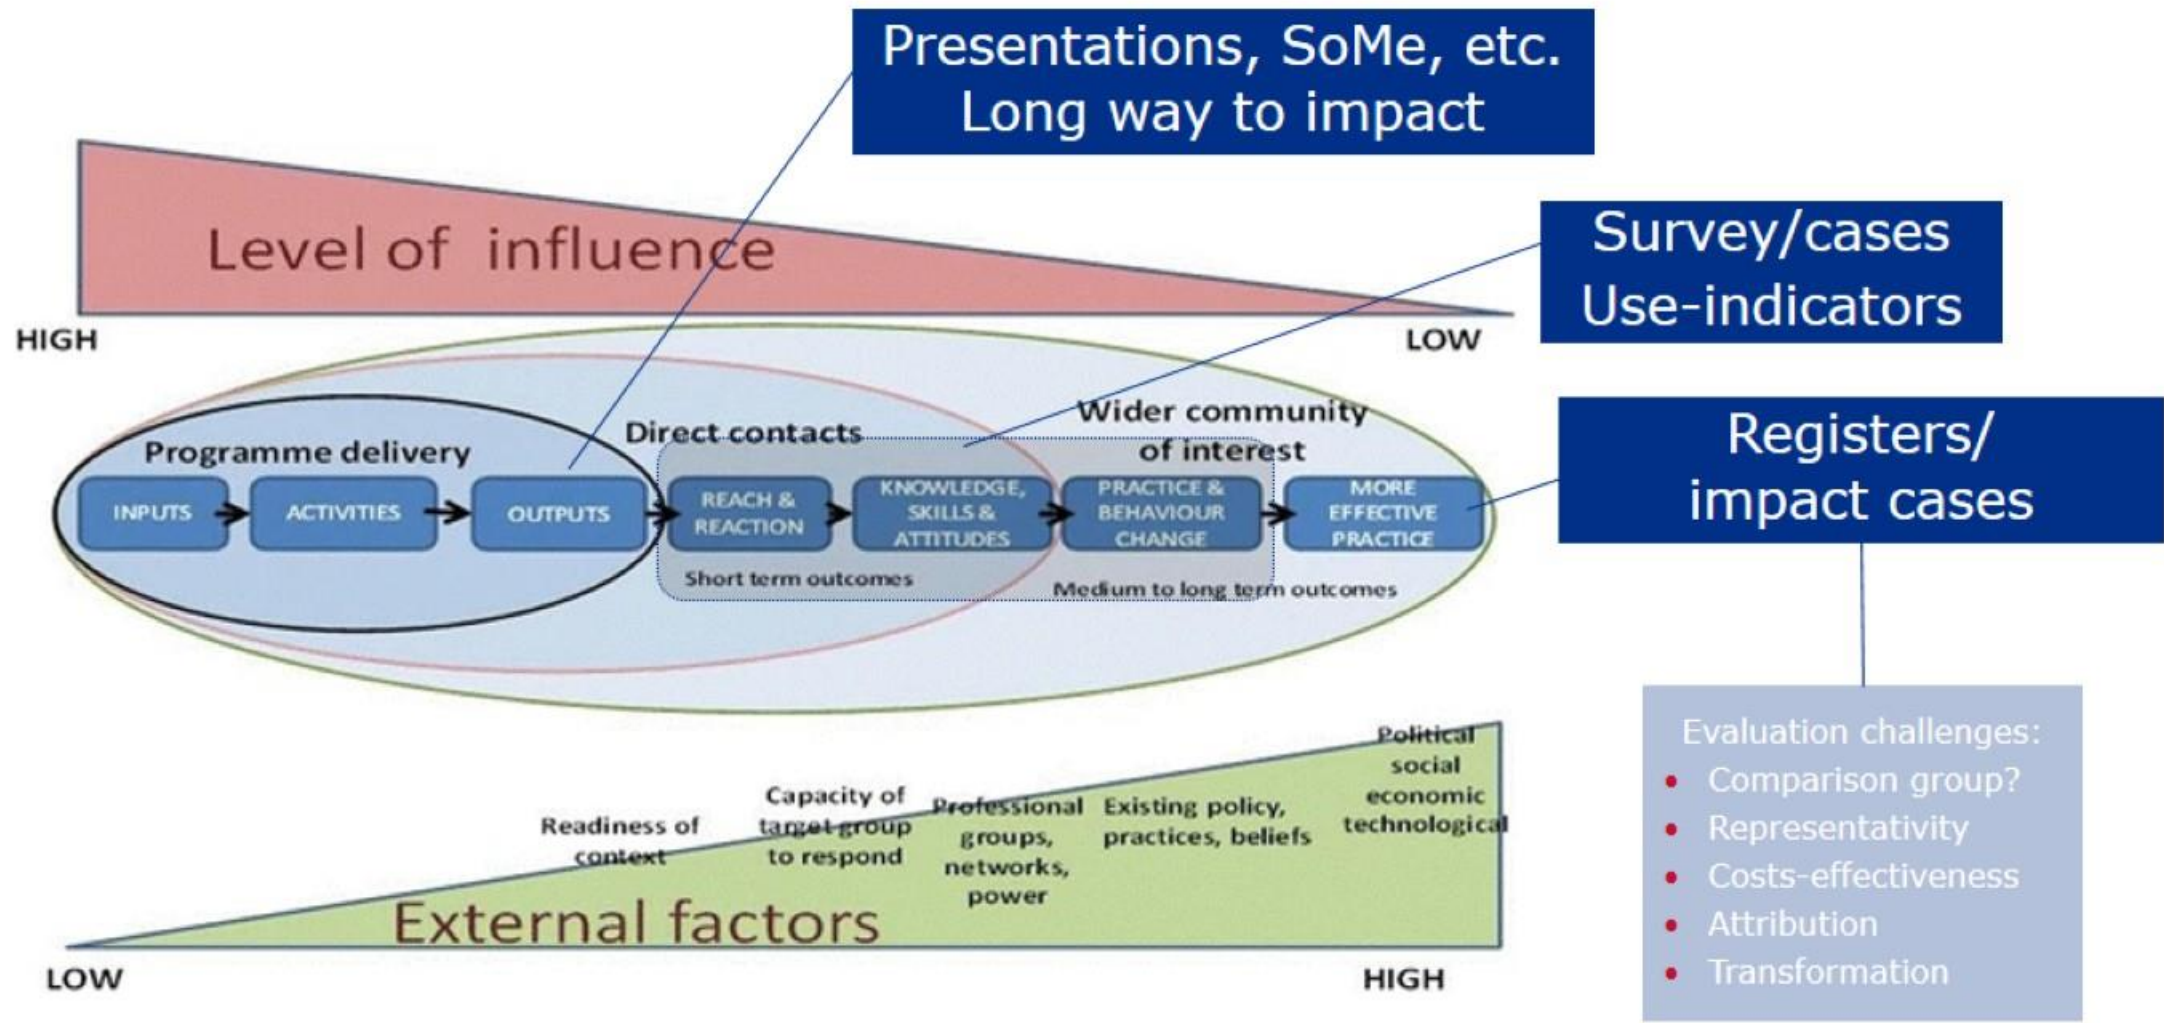 Presentations, SoMe, etc.
Long way to impact
Level of influence
HIGH
LOW
Survey/cases
Use-indicators
Registers/
impact cases
Programme delivery
Direct contacts
Wider community
of interest
INPUTS
ACTIVITIES
OUTPUTS
REACH &
REACTION
KNOWLEDGE,
SKILLS &
ATTITUDES
PRACTICE &
BEHAVIOUR
CHANGE
MORE
EFFECTIVE
PRACTICE
Short term outcomes
Medium to long term outcomes
Readiness of
context
Capacity of
target group
to respond
Professional
groups,
networks,
power
Existing policy,
practices, beliefs
Political
social
economic
technological
External factors
LOW
HIGH
Evaluation challenges:
• Comparison group?
• Representativity
• Costs-effectiveness
• Attribution
• Transformation